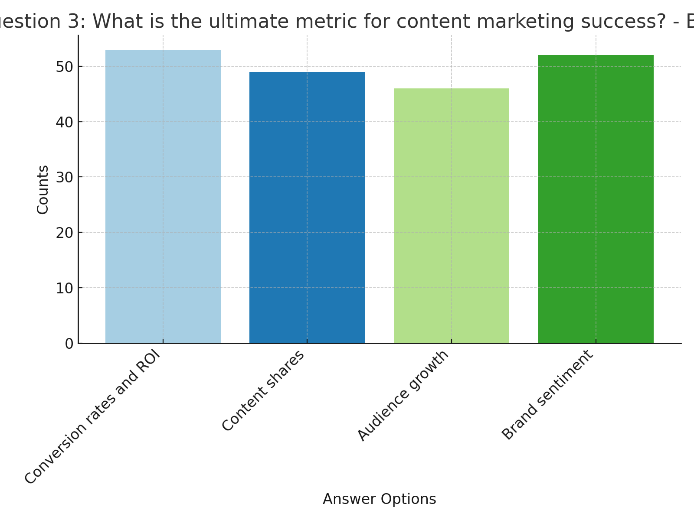 estion 3: What is the ultimate metric for content marketing success? -
50
40
30
20
10
0
Counts
Conversion rates and ROI
Content shares
Audience growth
Brand sentiment
Answer Options